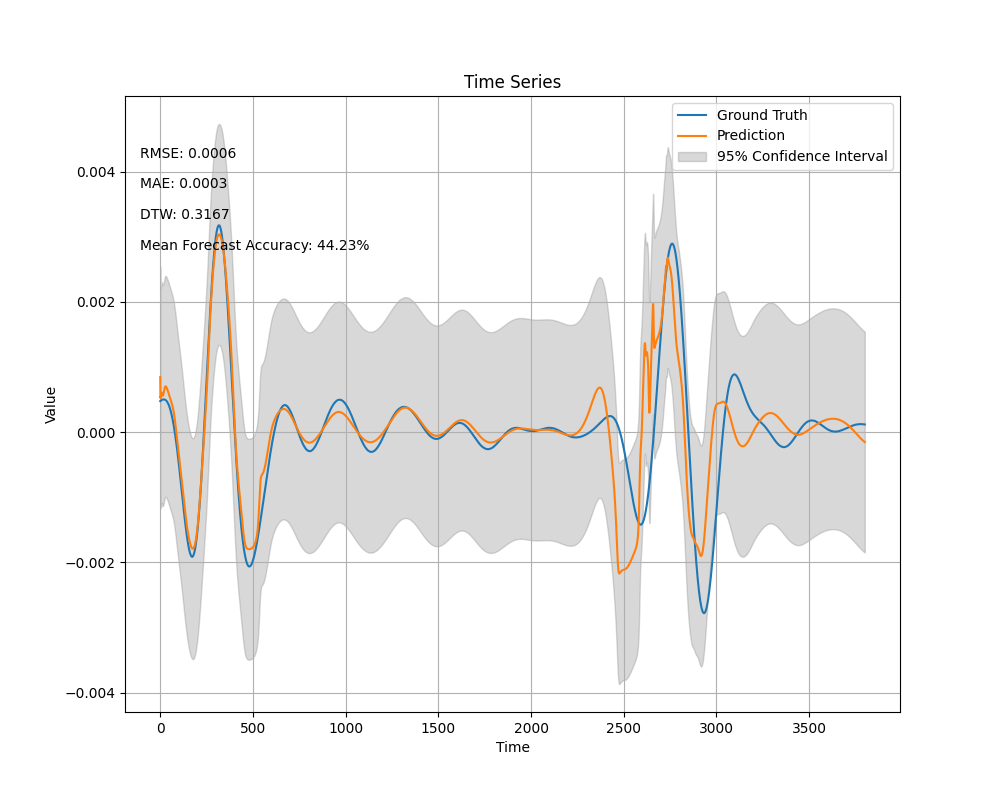 Time Series
Ground Truth
Prediction
95% Confidence Interval
RMSE: 0.0006
MAE: 0.0003
DTW: 0.3167
Mean Forecast Accuracy: 44.23%
Value
0.004
0.002
0.000
−0.002
−0.004
0 500 1000 1500 2000 2500 3000 3500
Time